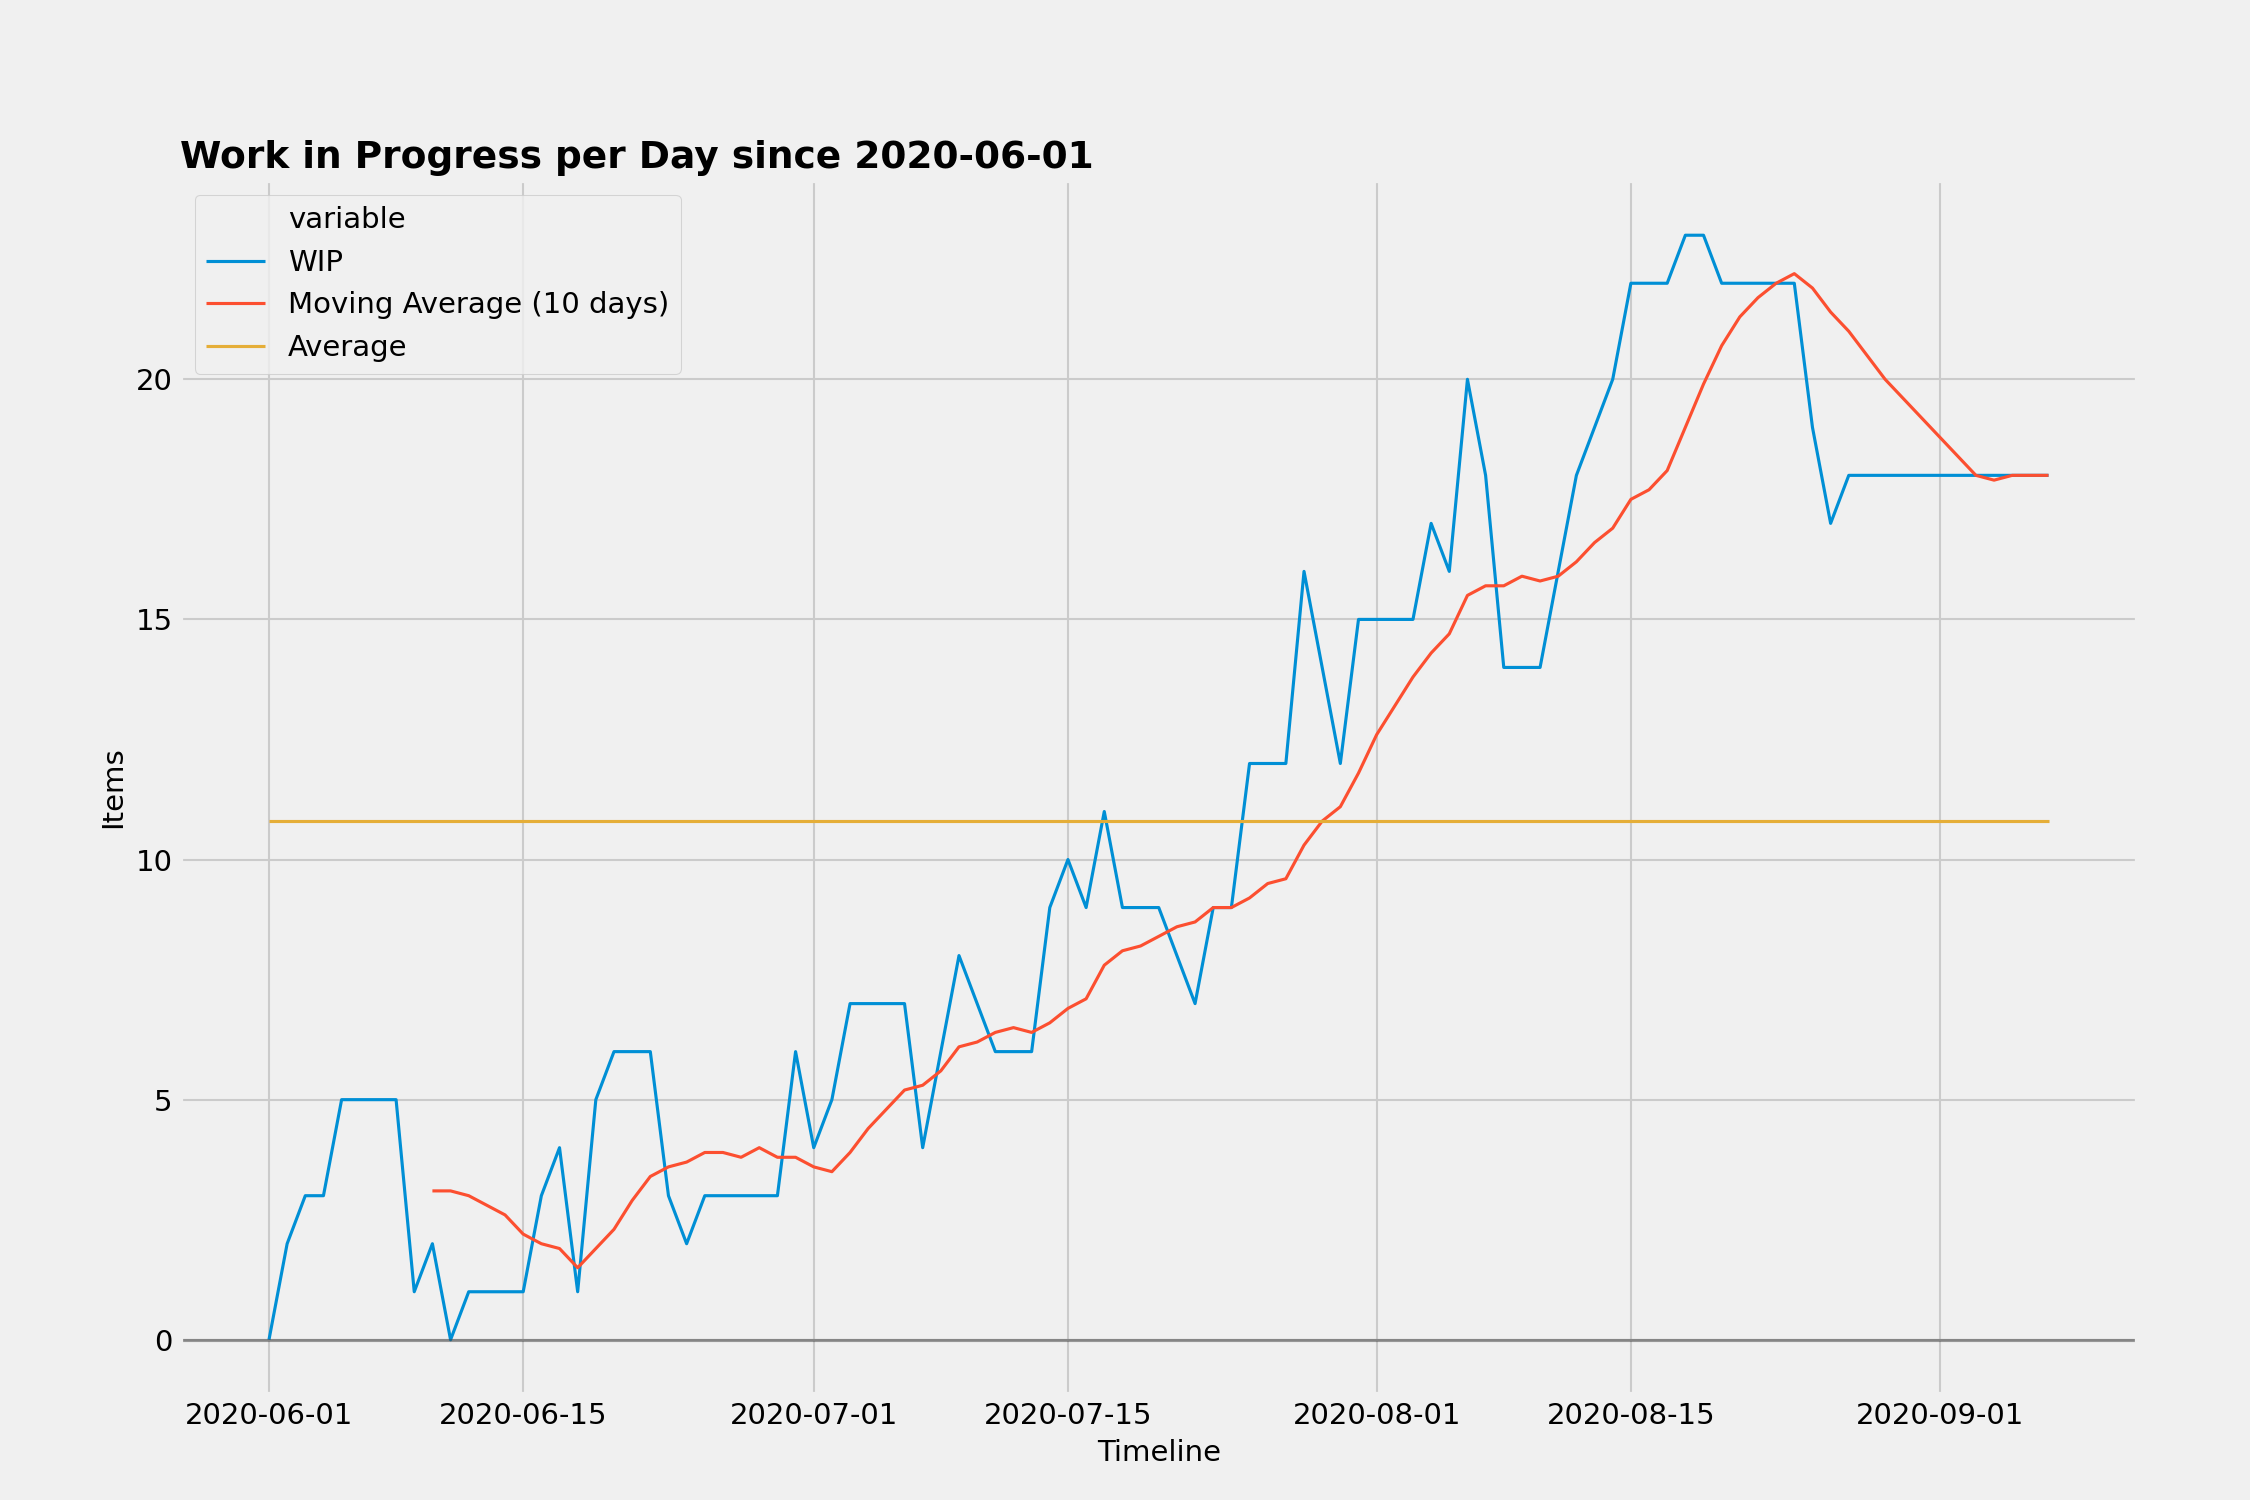 Work in Progress per Day since 2020-06-01
variable
WIP
Moving Average (10 days)
Average
20
15
10
5
0
Items
2020-06-01 2020-06-15 2020-07-01 2020-07-15 2020-08-01 2020-08-15 2020-09-01
Timeline